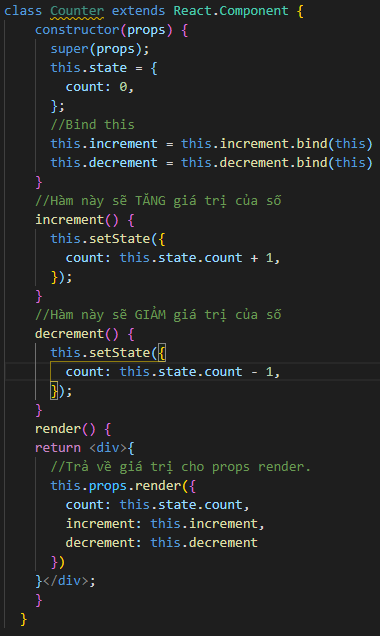 class Counter extends React.Component {
constructor(props) {
super(props);
this.state = {
count: 0,
};
//Bind this
this.increment = this.increment.bind(this)
this.decrement = this.decrement.bind(this)
}
//Hàm này sẽ TĂNG giá trị của số
increment() {
this.setState({
count: this.state.count + 1,
});
}
//Hàm này sẽ GIẢM giá trị của số
decrement() {
this.setState({
count: this.state.count - 1,
});
}
render() {
return <div>{
//Trả về giá trị cho props render.
this.props.render({
count: this.state.count,
increment: this.increment,
decrement: this.decrement
})
}</div>;
}
}